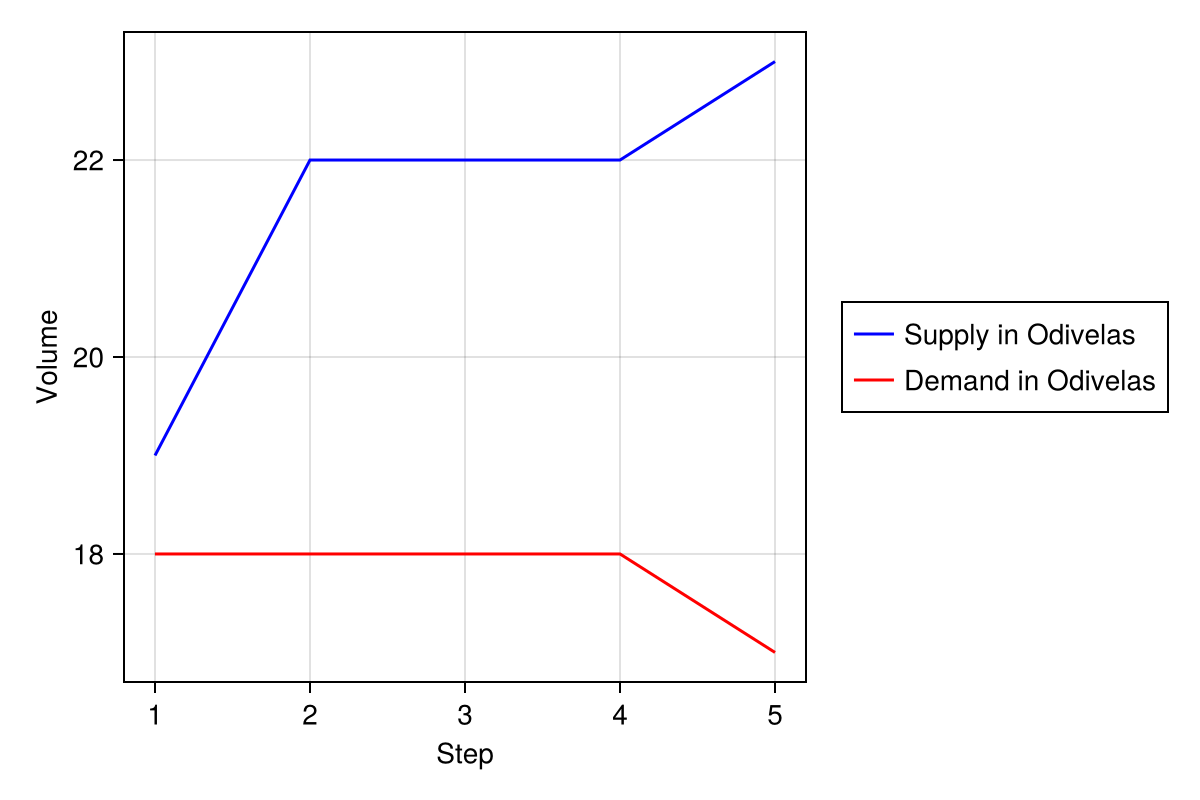 Volume
22
20
18
1 2 3 4 5
Step
Supply in Odivelas
Demand in Odivelas